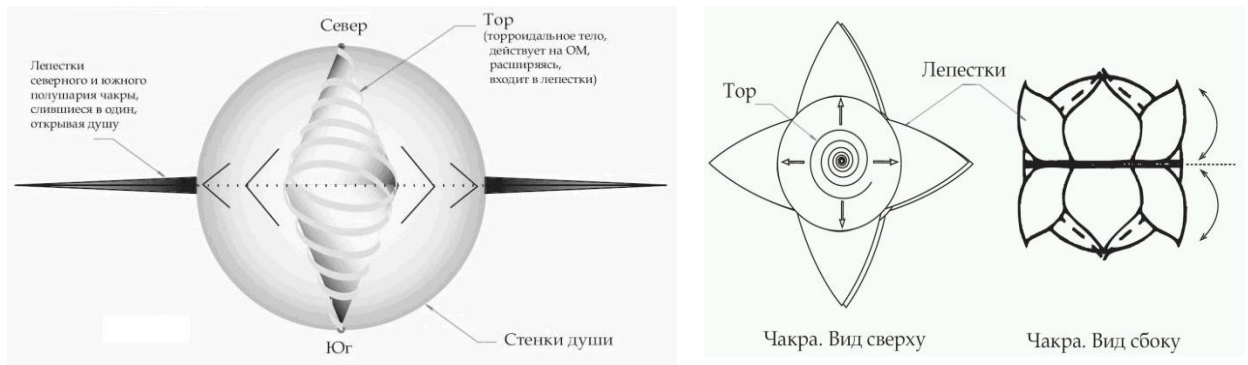 Север
Тор
(торроидальное тело,
действует на ОМ,
расширяясь,
входит в лепестки)
Лепестки
северного и южного
полушария чакры,
слившиеся в один,
открывая душу
Стенки души
Юг
Лепестки
Тор
Чакра. Вид сверху
Чакра. Вид сбоку